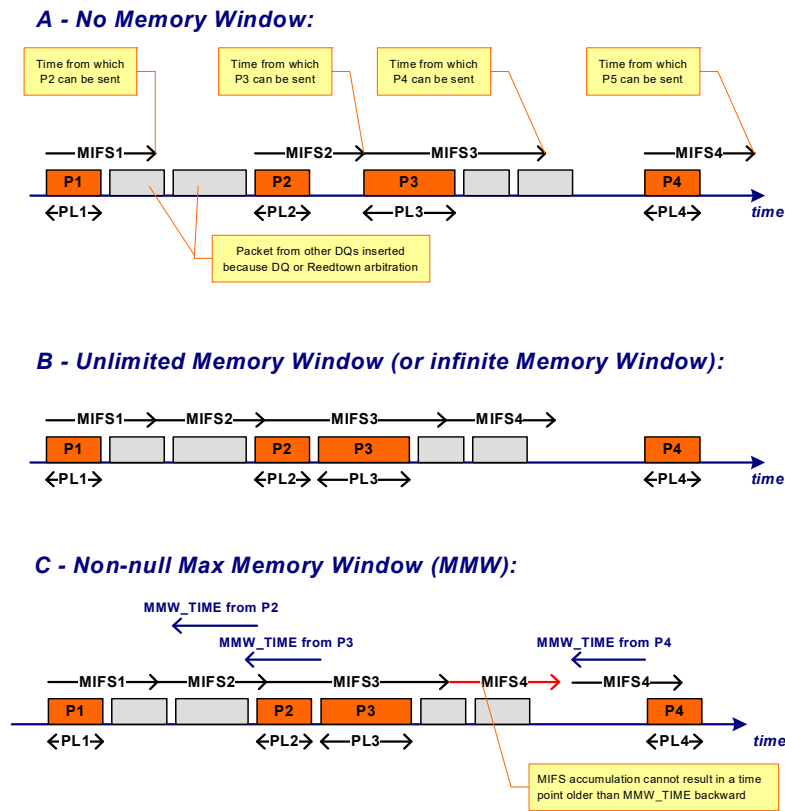 A - No Memory Window:
Time from which
P2 can be sent
Time from which
P3 can be sent
Time from which
P4 can be sent
Time from which
P5 can be sent
MIFS1 MIFS2 MIFS3 MIFS4
P1 P2 P3 P4
PL1 PL2 PL3 PL4 time
Packet from other DQs inserted
because DQ or Reedtown arbitration
B - Unlimited Memory Window (or infinite Memory Window):
MIFS1 MIFS2 MIFS3 MIFS4
P1 P2 P3 P4
PL1 PL2 PL3 PL4 time
C - Non-null Max Memory Window (MMW):
MMW_TIME from P2
MMW_TIME from P3 MMW_TIME from P4
MIFS1 MIFS2 MIFS3 MIFS4 MIFS4
P1 P2 P3 P4
PL1 PL2 PL3 PL4 time
MIFS accumulation cannot result in a time
point older than MMW_TIME backward